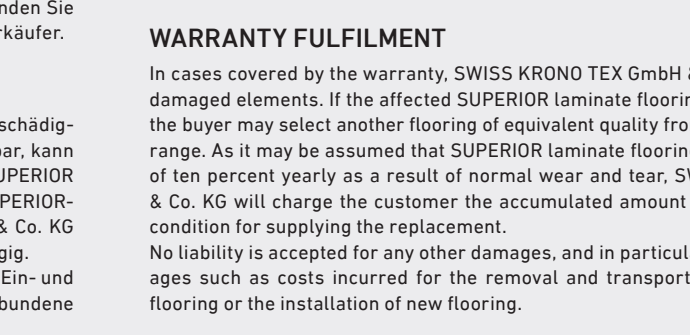 nden Sie
rkäufer.
schädig-
bar, kann
UPERIOR
PERIOR-
& Co. KG
gig.
Ein- und
bundene
WARRANTY FULFILMENT
In cases covered by the warranty, SWISS KRONO TEX GmbH &
damaged elements. If the affected SUPERIOR laminate floorin
the buyer may select another flooring of equivalent quality fro
range. As it may be assumed that SUPERIOR laminate flooring
of ten percent yearly as a result of normal wear and tear, SW
& Co. KG will charge the customer the accumulated amount
condition for supplying the replacement.
No liability is accepted for any other damages, and in particul
ages such as costs incurred for the removal and transport
flooring or the installation of new flooring.